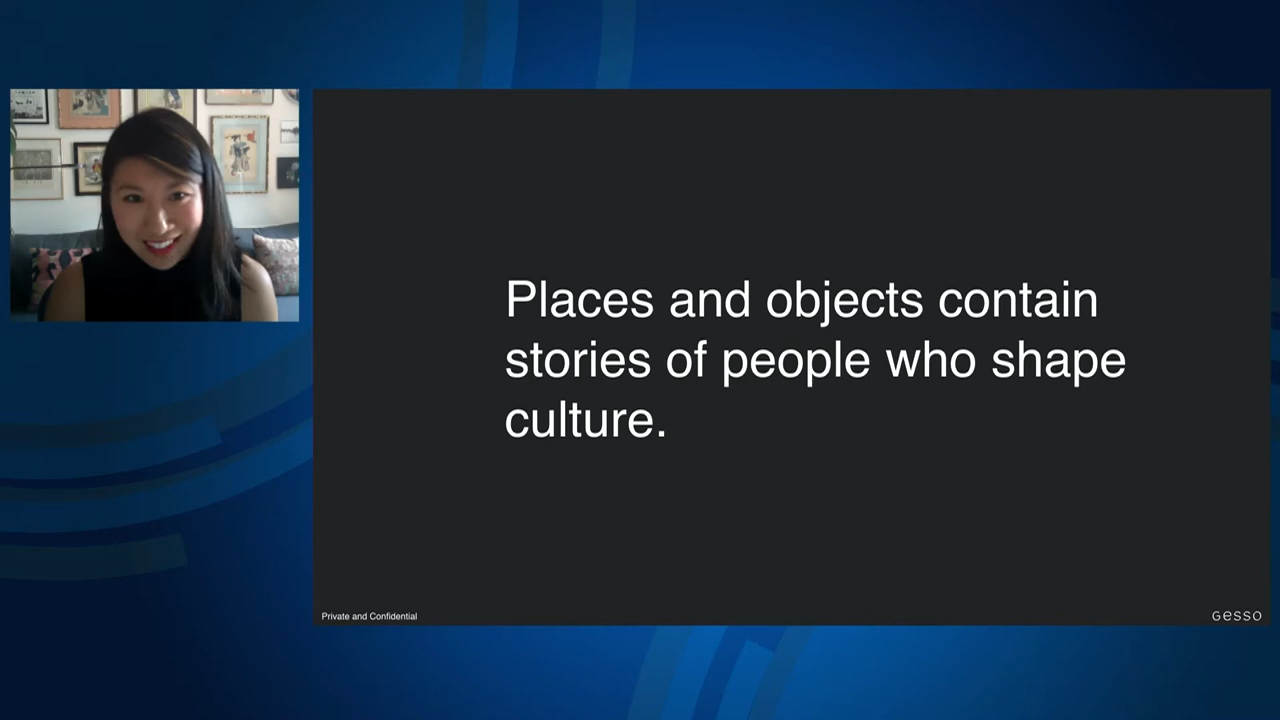 Places and objects contain
stories of people who shape
culture.
Private and Confidential
Gesso